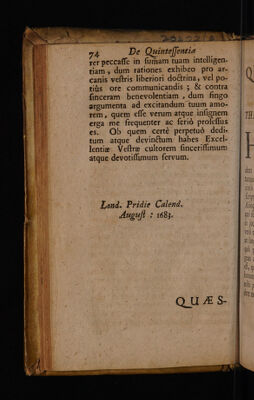 74 De Quintessentia
rer peccasse in summam tuam intelligen-
tiam, dum rationes exhibeo pro ar-
canis vestris liberiori doctrina, vel po-
tiùs ore communicandis; & contra
sinceram benevolentiam, dum fingo
argumenta ad excitandum tuum amo-
rem, quem esse verum atque insignem
erga me frequenter ac seriò professus
es. Ob quem certè perpetuò dedi-
tum atque devinctum habes Excel-
lentiæ Vestræ cultorem sincerissimum
atque devotissimum servum.
Lond. Pridie Calend.
August : 1683.
QUÆS-